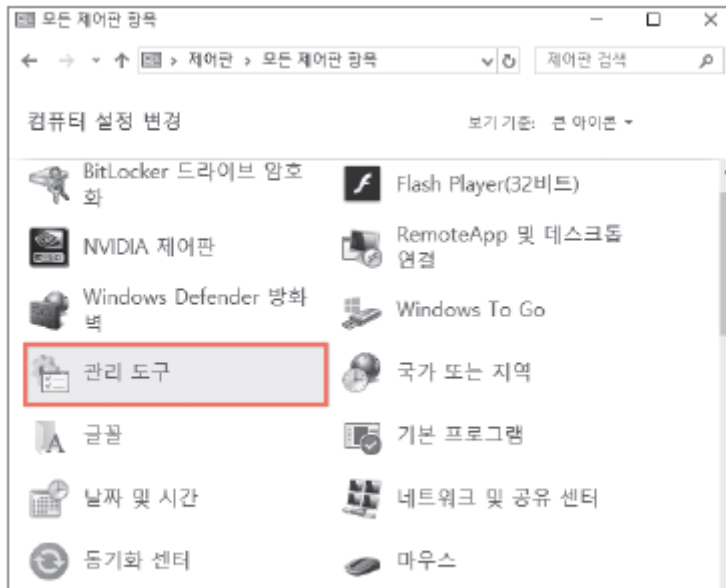 모든 제어판 항목
제어판 > 모든 제어판 항목
제어판 검색
컴퓨터 설정 변경
보기 기준: 큰 아이콘
BitLocker 드라이브 암호
화
Flash Player(32비트)
NVIDIA 제어판
RemoteApp 및 데스크톱
연결
Windows Defender 방화
벽
Windows To Go
관리 도구
국가 또는 지역
글꼴
기본 프로그램
날짜 및 시간
네트워크 및 공유 센터
동기화 센터
마우스